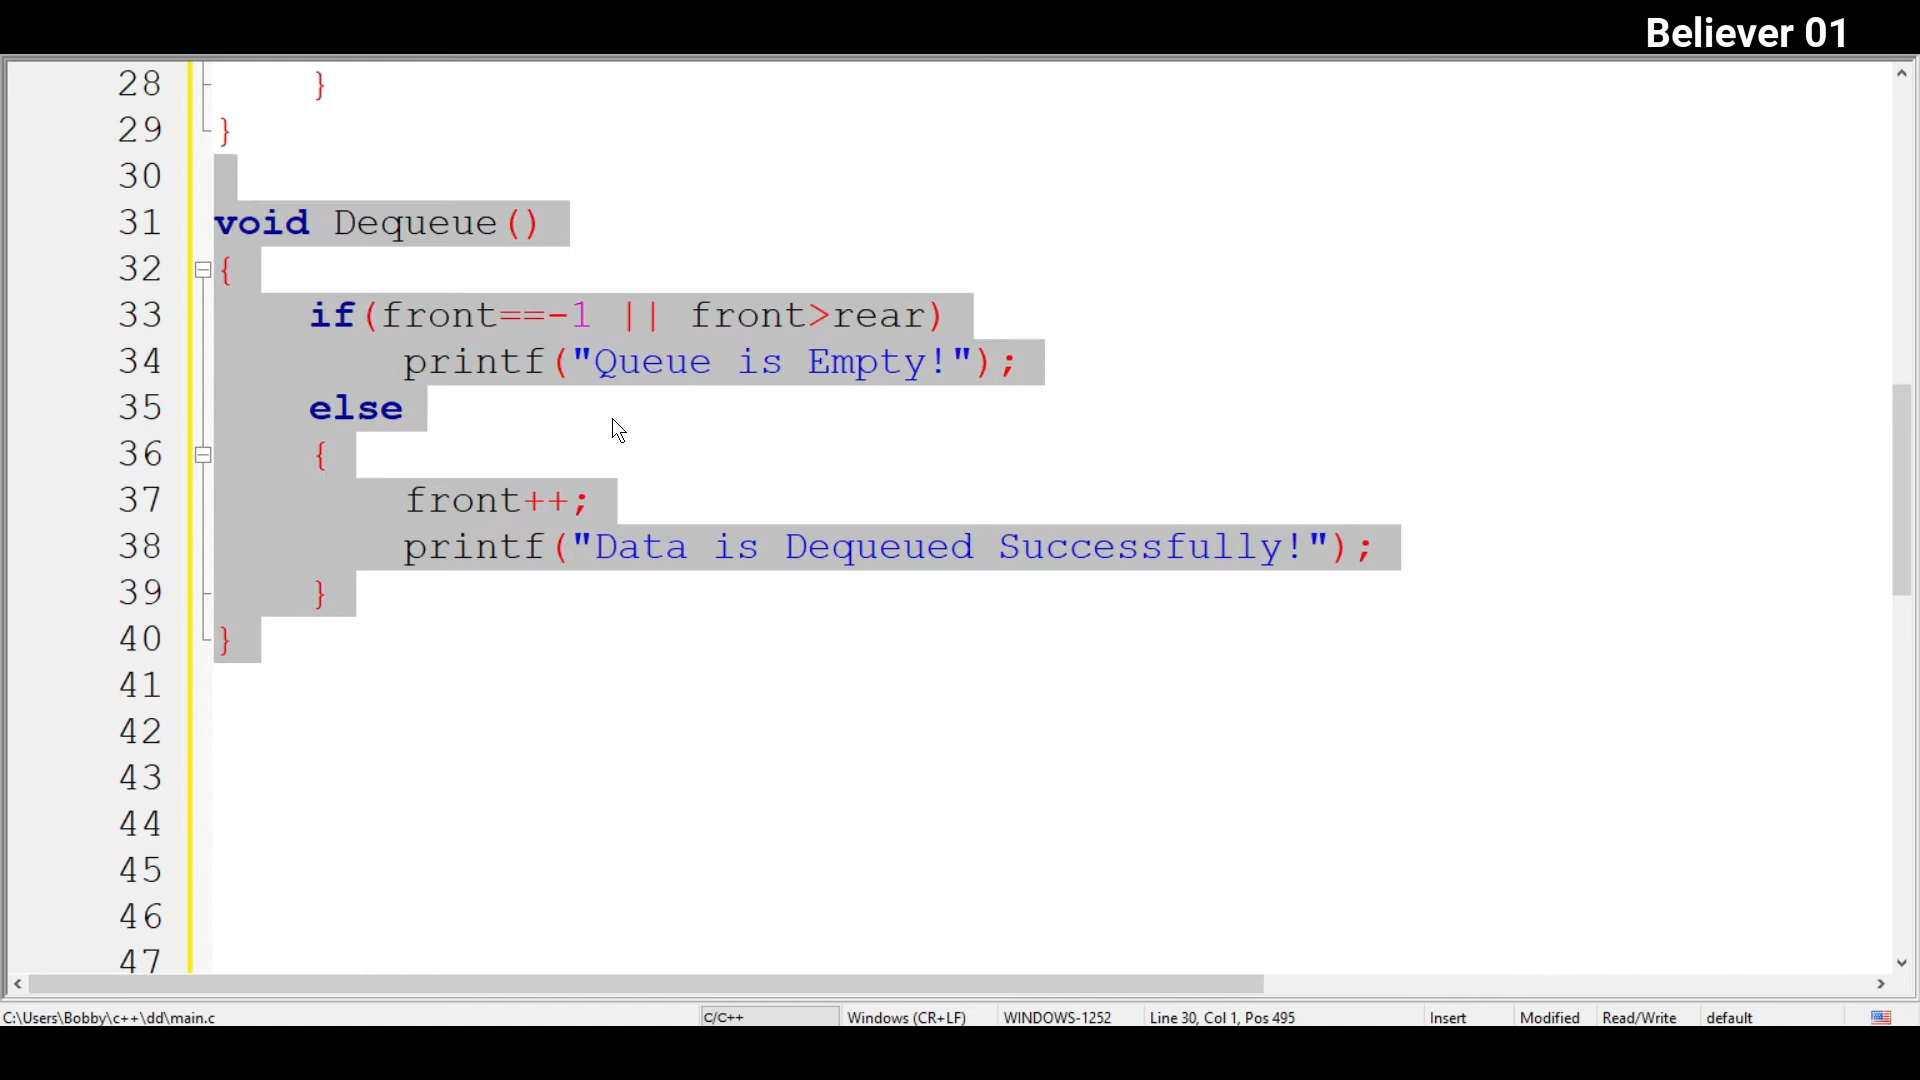 Believer 01
28 }
29 }
30
31 void Dequeue()
32 {
33 if(front==-1 || front>rear)
34 printf("Queue is Empty!");
35 else
36 {
37 front++;
38 printf("Data is Dequeued Successfully!");
39 }
40 }
41
42
43
44
45
46
47
C:\Users\Bobby\c++\dd\main.c C/C++ Windows (CR+LF) WINDOWS-1252 Line 30, Col 1, Pos 495 Insert Modified Read/Write default